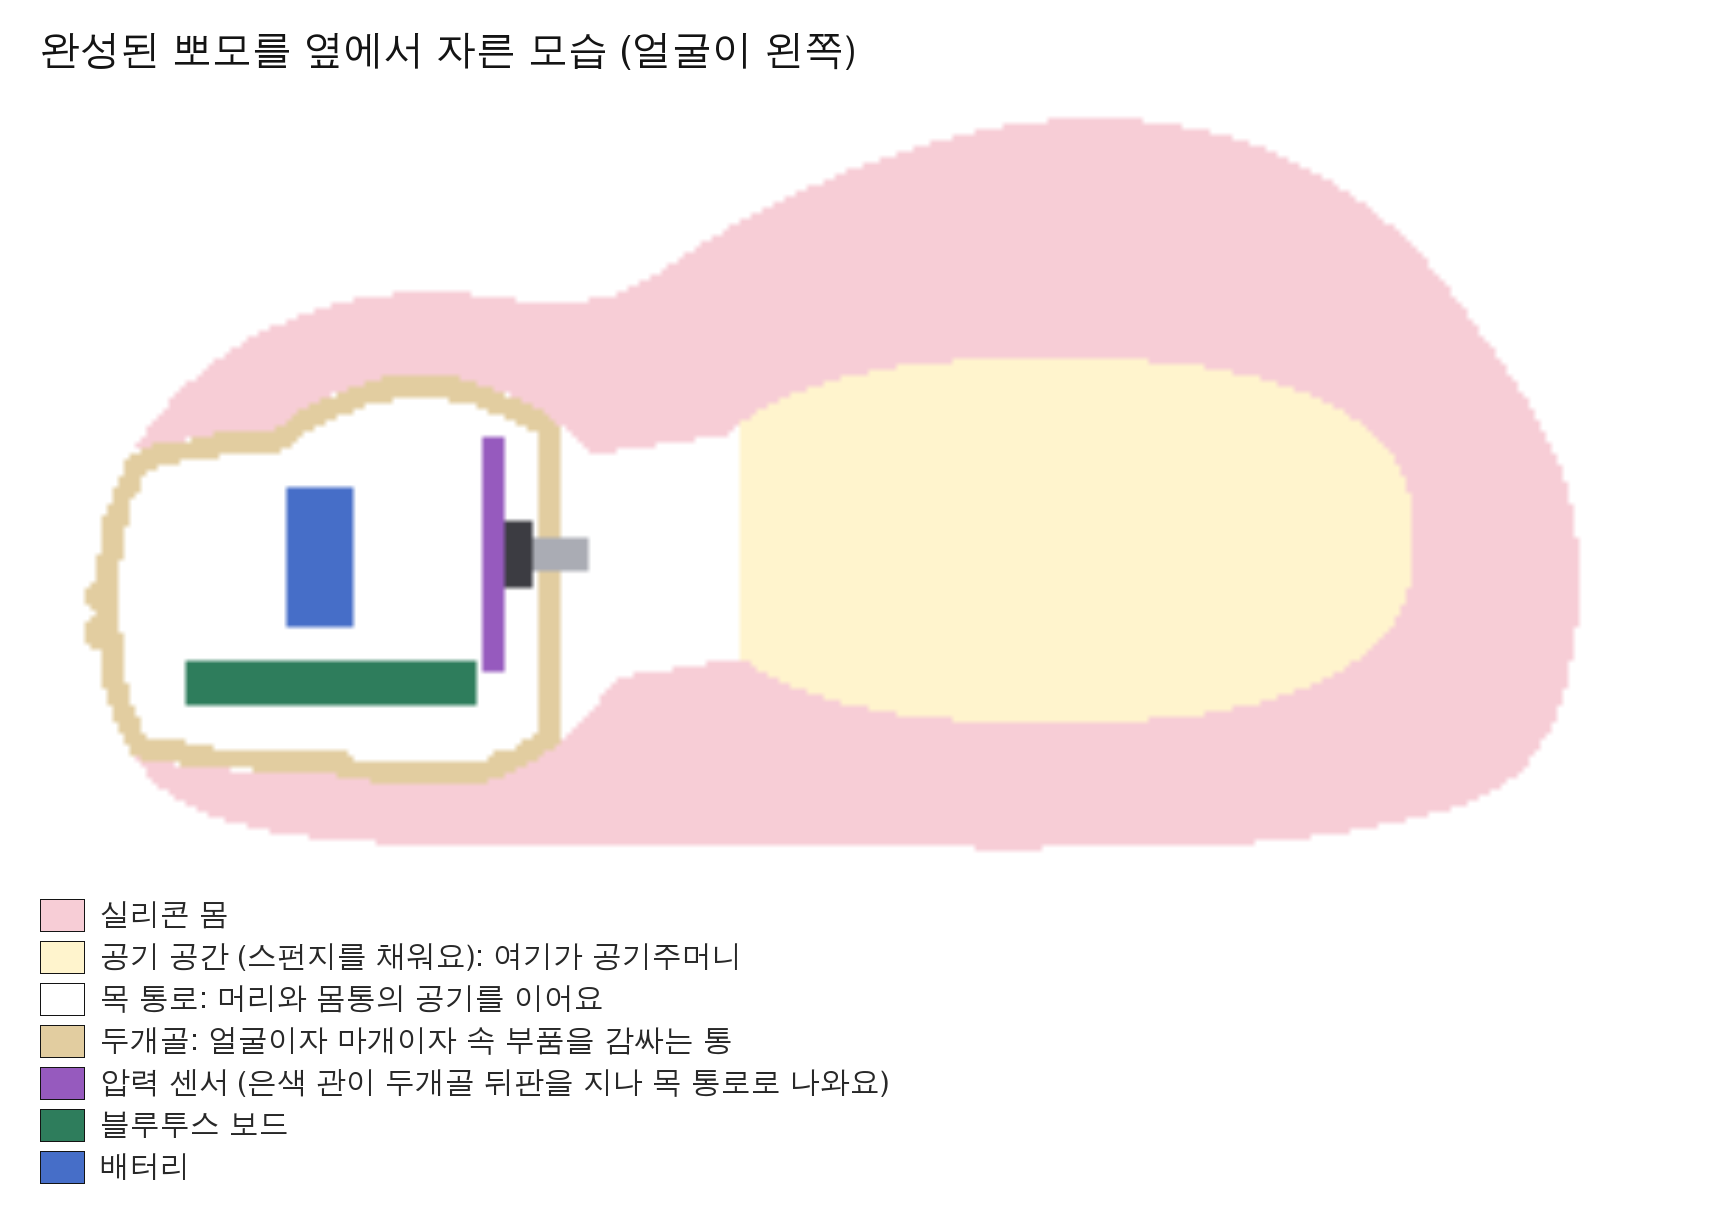 완성된 뽀모를 옆에서 자른 모습 (얼굴이 왼쪽)
실리콘 몸
공기 공간 (스펀지를 채워요): 여기가 공기주머니
목 통로: 머리와 몸통의 공기를 이어요
두개골: 얼굴이자 마개이자 속 부품을 감싸는 통
압력 센서 (은색 관이 두개골 뒤판을 지나 목 통로로 나와요)
블루투스 보드
배터리